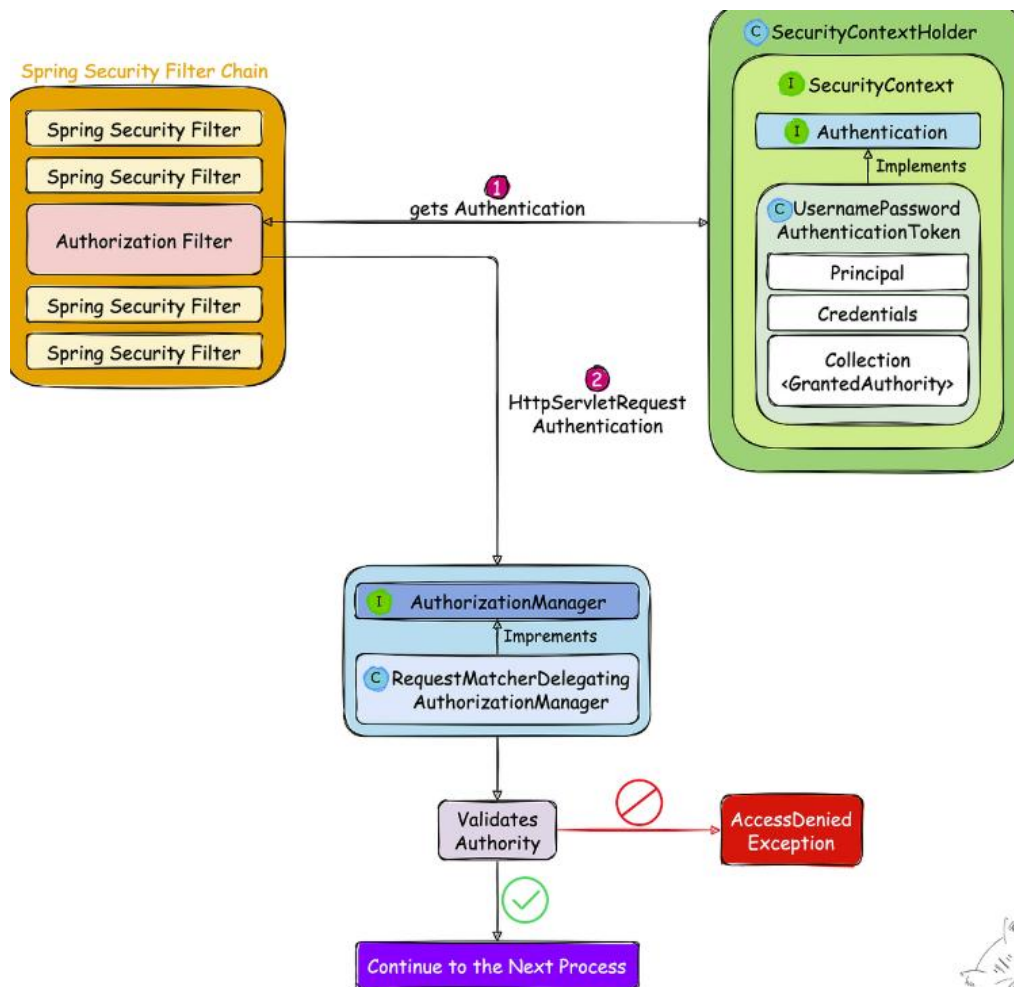 Spring Security Filter Chain
Spring Security Filter
Spring Security Filter
Authorization Filter
Spring Security Filter
Spring Security Filter
1
gets Authentication
C SecurityContextHolder
I SecurityContext
I Authentication
Implements
C UsernamePassword
AuthenticationToken
Principal
Credentials
Collection
<GrantedAuthority>
2
HttpServletRequest
Authentication
I AuthorizationManager
Imprements
C RequestMatcherDelegating
AuthorizationManager
Validates
Authority
AccessDenied
Exception
Continue to the Next Process